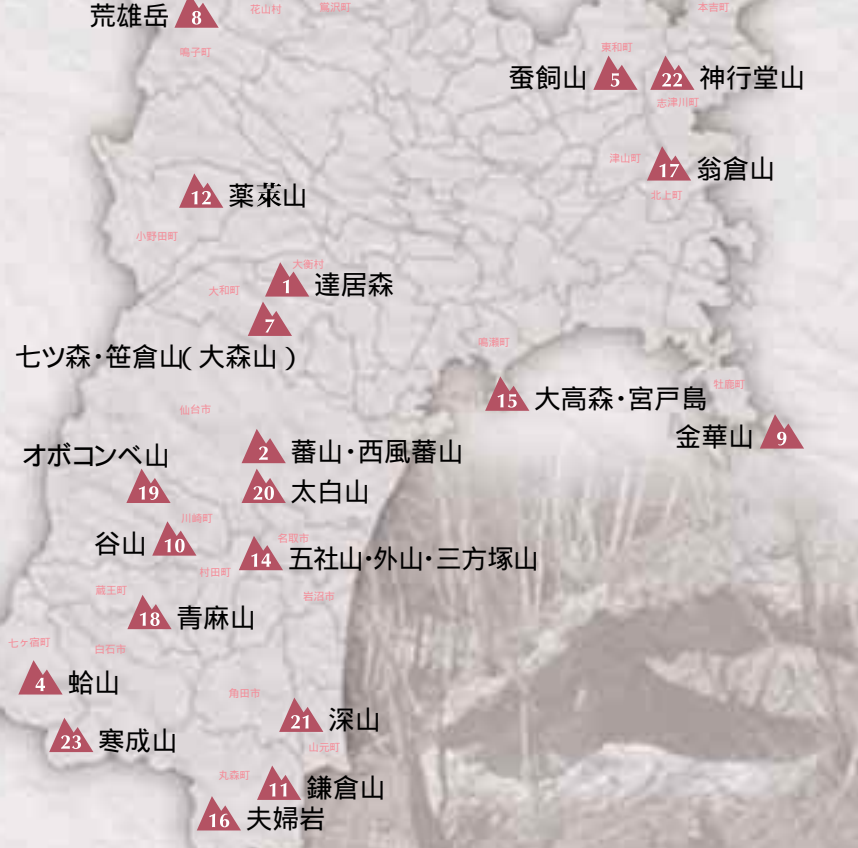 花山村
鴬沢町
本吉町
荒雄岳
8
鳴子町
東和町
蚕飼山
5
22
神行堂山
志津川町
津山町
17
翁倉山
北上町
12
薬萊山
小野田町
大衡村
1
達居森
大和町
7
七ツ森・笹倉山(大森山)
鳴瀬町
牡鹿町
15
大高森・宮戸島
仙台市
金華山
9
オボコンベ山
2
蕃山・西風蕃山
19
20
太白山
川崎町
谷山
10
名取市
14
五社山・外山・三方塚山
村田町
蔵王町
岩沼市
18
青麻山
七ヶ宿町
白石市
4
蛤山
角田市
21
深山
23
寒成山
山元町
丸森町
11
鎌倉山
16
夫婦岩